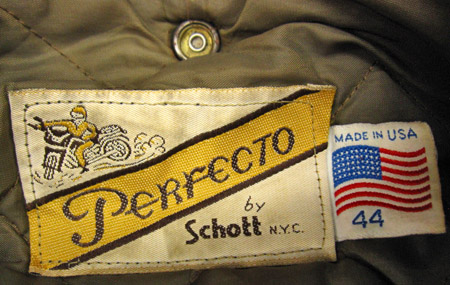 Perfecto
by
Schott N.Y.C.
MADE IN USA
44